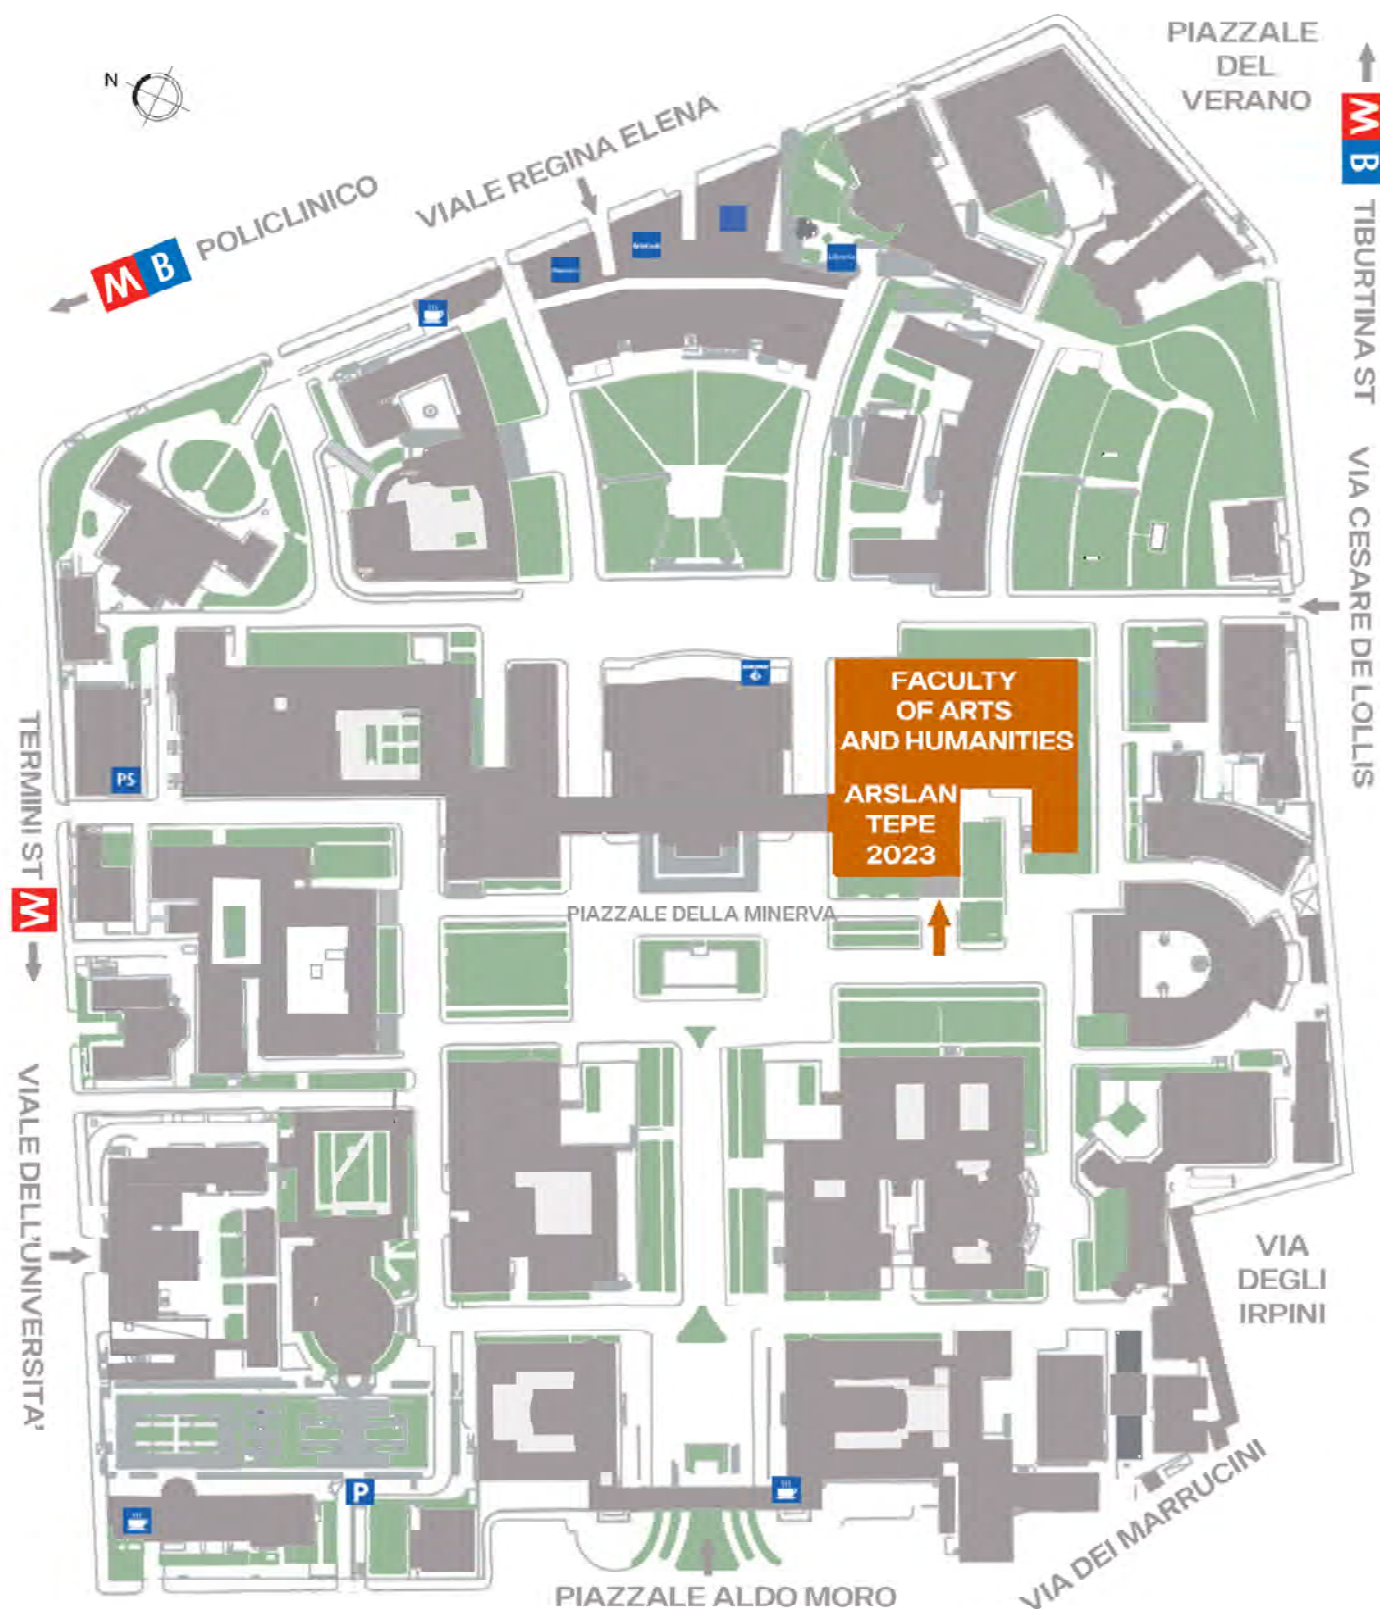 PIAZZALE
DEL
VERANO
N
VIALE REGINA ELENA
M B POLICLINICO
M B TIBURTINA ST
VIA CESARE DE LOLLIS
FACULTY
OF ARTS
AND HUMANITIES
ARSLAN
TEPE
2023
PS
TERMINI ST M
PIAZZALE DELLA MINERVA
VIALE DELL'UNIVERSITA'
VIA
DEGLI
IRPINI
P
VIA DEI MARRUCINI
PIAZZALE ALDO MORO